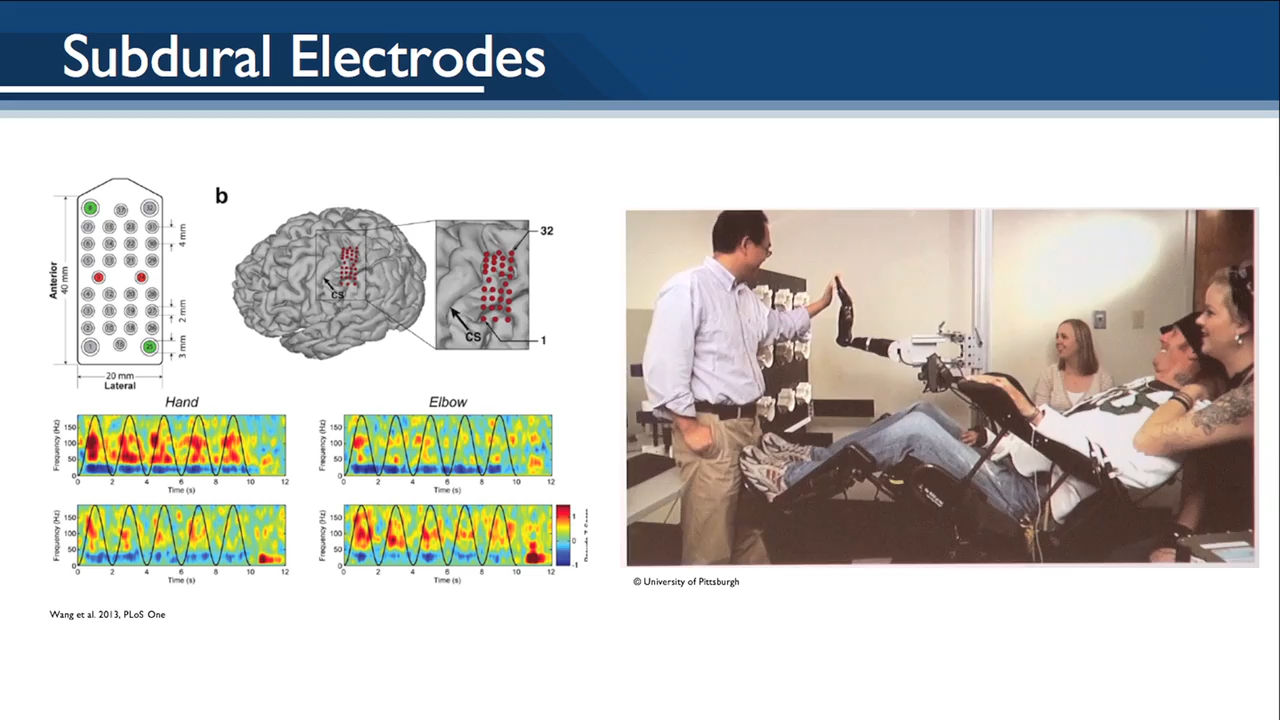 Subdural Electrodes
b
32
CS
CS
1
Anterior
40 mm
4 mm
2 mm
3 mm
20 mm
Lateral
Hand
Elbow
Frequency (Hz)
150
100
50
0
0 2 4 6 8 10 12
Time (s)
Frequency (Hz)
150
100
50
0
0 2 4 6 8 10 12
Time (s)
Frequency (Hz)
150
100
50
0
0 2 4 6 8 10 12
Time (s)
Frequency (Hz)
150
100
50
0
0 2 4 6 8 10 12
Time (s)
1
0
-1
© University of Pittsburgh
Wang et al. 2013, PLoS One